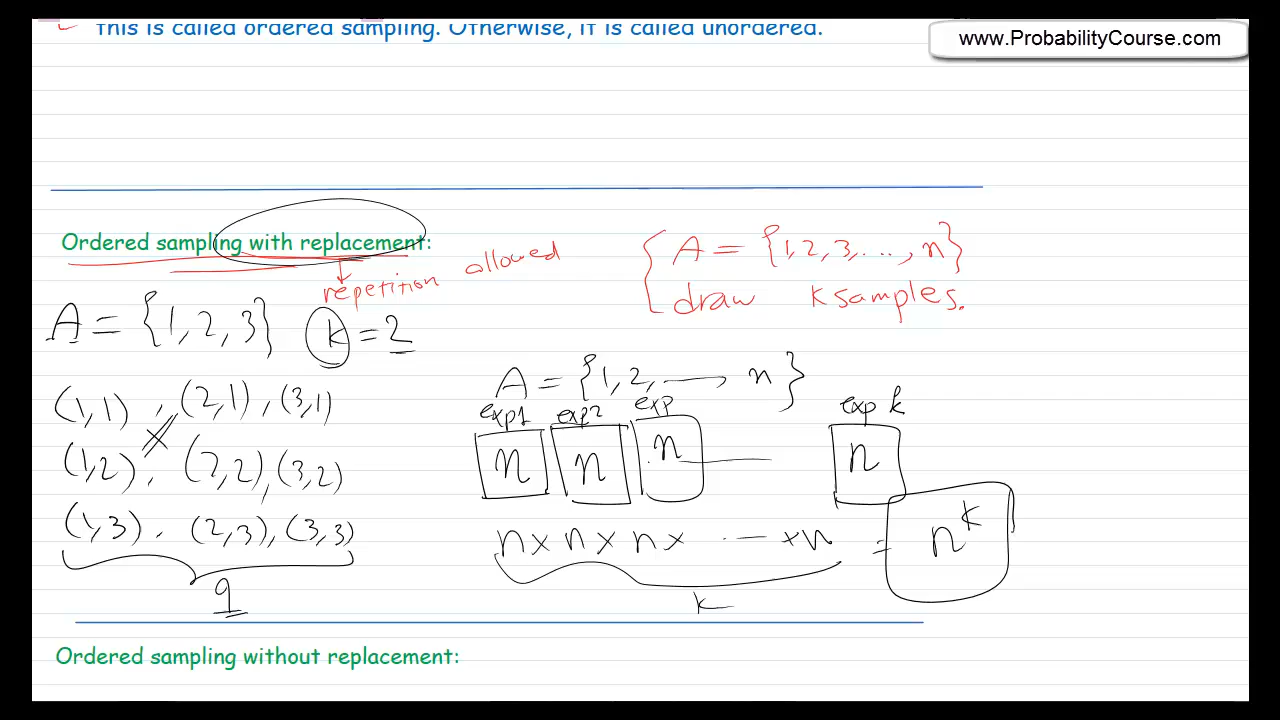 this is called ordered sampling. Otherwise, it is called unordered.
www.ProbabilityCourse.com
Ordered sampling with replacement:
repetition allowed
A = {1, 2, 3, ..., n}
draw k samples.
A = {1, 2, 3} k = 2
(1,1), (2,1), (3,1)
(1,2), (2,2), (3,2)
(1,3), (2,3), (3,3)
9
A = {1, 2, — n}
exp1 exp2 exp exp k
n n n — n
n x n x n x ... — x n = n^k
k
Ordered sampling without replacement: